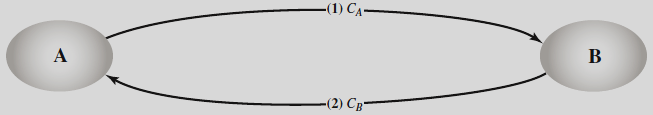 (1) C_A
A
B
(2) C_B